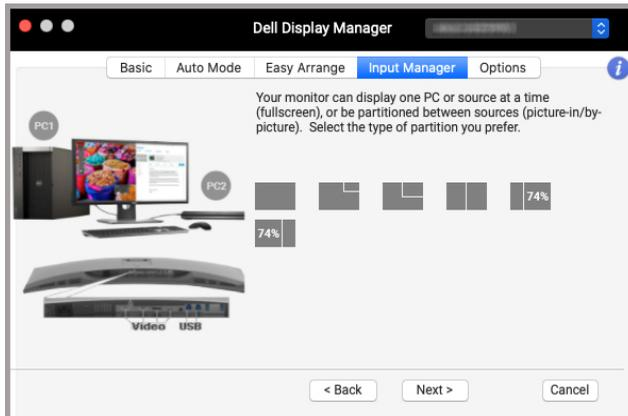 Dell Display Manager
Basic
Auto Mode
Easy Arrange
Input Manager
Options
i
Your monitor can display one PC or source at a time
(fullscreen), or be partitioned between sources (picture-in/by-
picture). Select the type of partition you prefer.
PC1
PC2
74%
74%
Video USB
< Back
Next >
Cancel